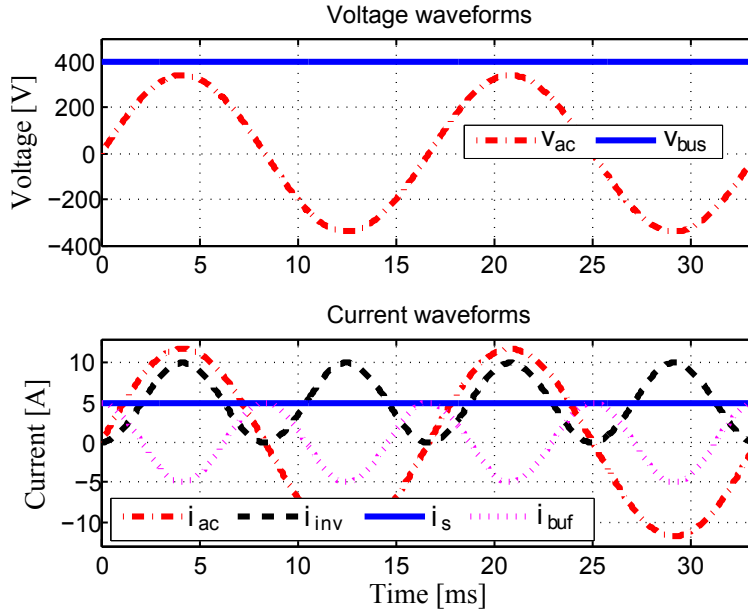 Voltage waveforms
Voltage [V]
400
200
0
−200
−400
v_ac v_bus
0 5 10 15 20 25 30
Current waveforms
Current [A]
10
5
0
−5
−10
i_ac i_inv i_s i_buf
0 5 10 15 20 25 30
Time [ms]